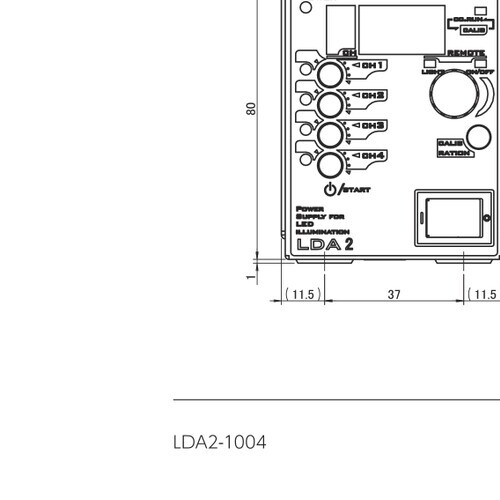 CO.RUN
CALIB
CH
REMOTE
CH1
LIGHT
ON/OFF
CH2
80
CH3
CALIB
RATION
CH4
/START
POWER
SUPPLY FOR
LED
ILLUMINATION
LDA 2
1
(11.5)
37
(11.5
LDA2-1004